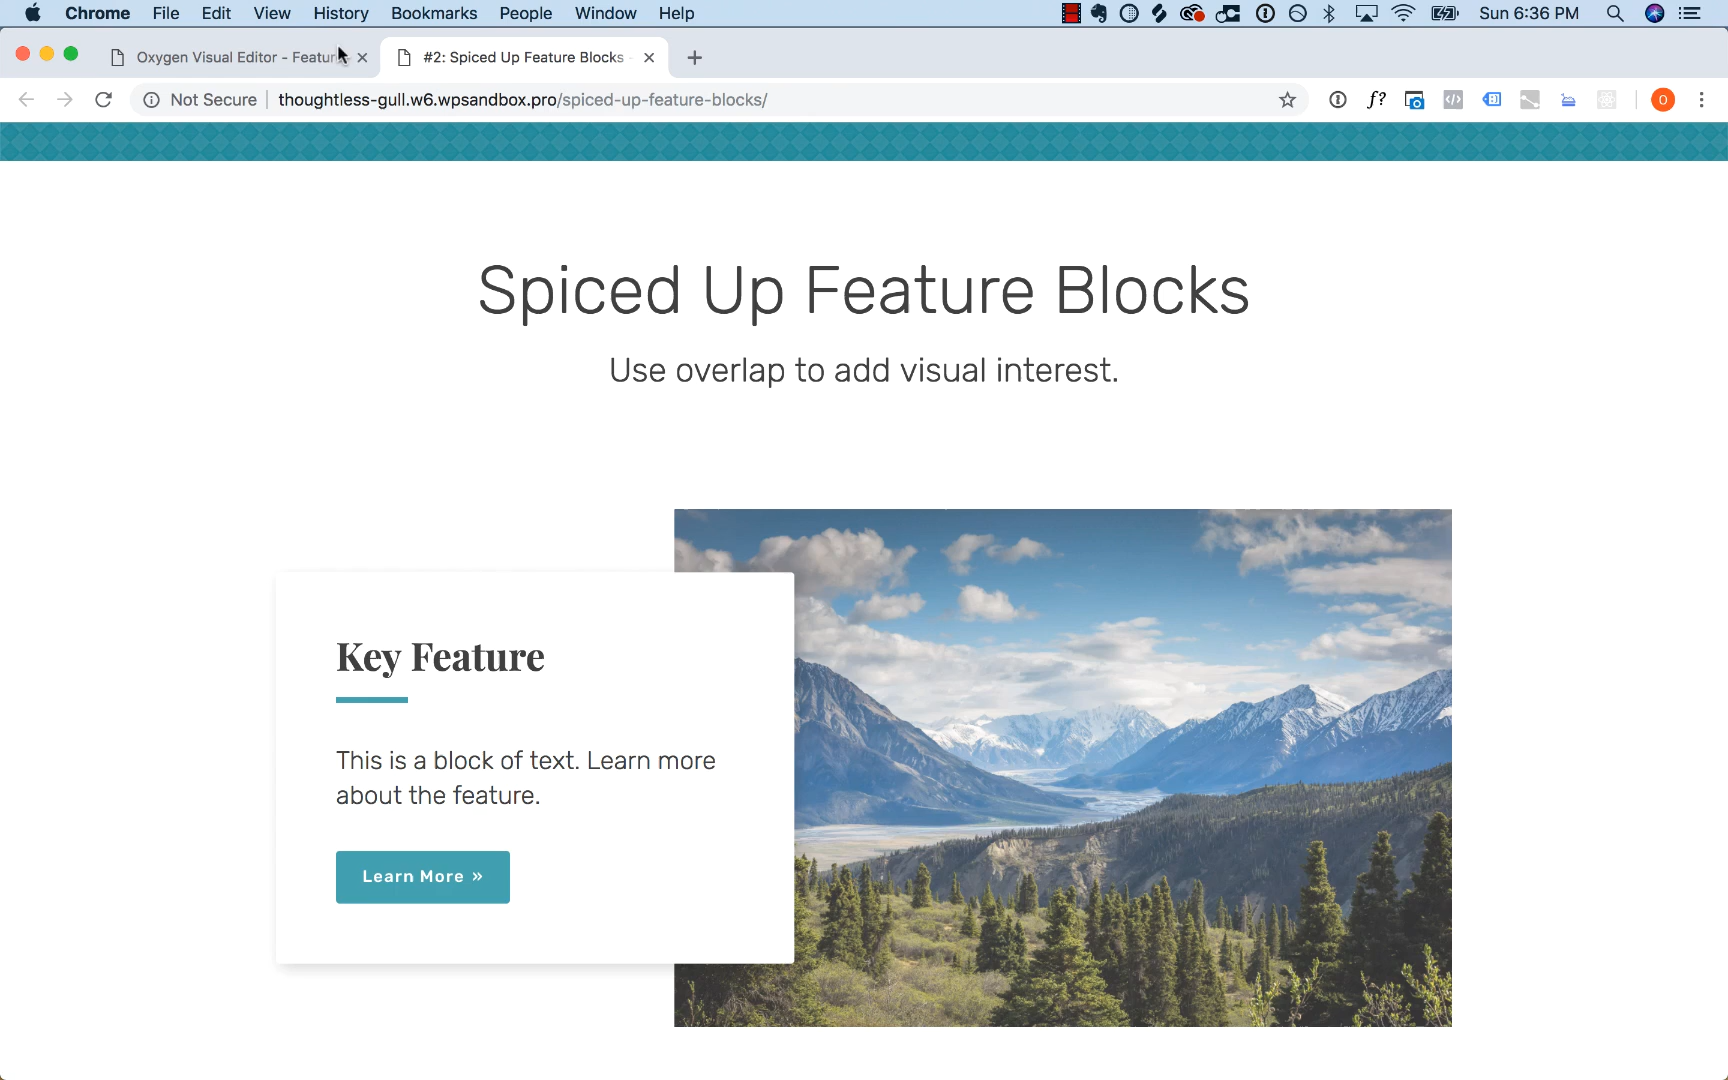 Chrome File Edit View History Bookmarks People Window Help Sun 6:36 PM
Oxygen Visual Editor - Featur #2: Spiced Up Feature Blocks -
Not Secure thoughtless-gull.w6.wpsandbox.pro/spiced-up-feature-blocks/ f? O
Spiced Up Feature Blocks
Use overlap to add visual interest.
Key Feature
This is a block of text. Learn more
about the feature.
Learn More »